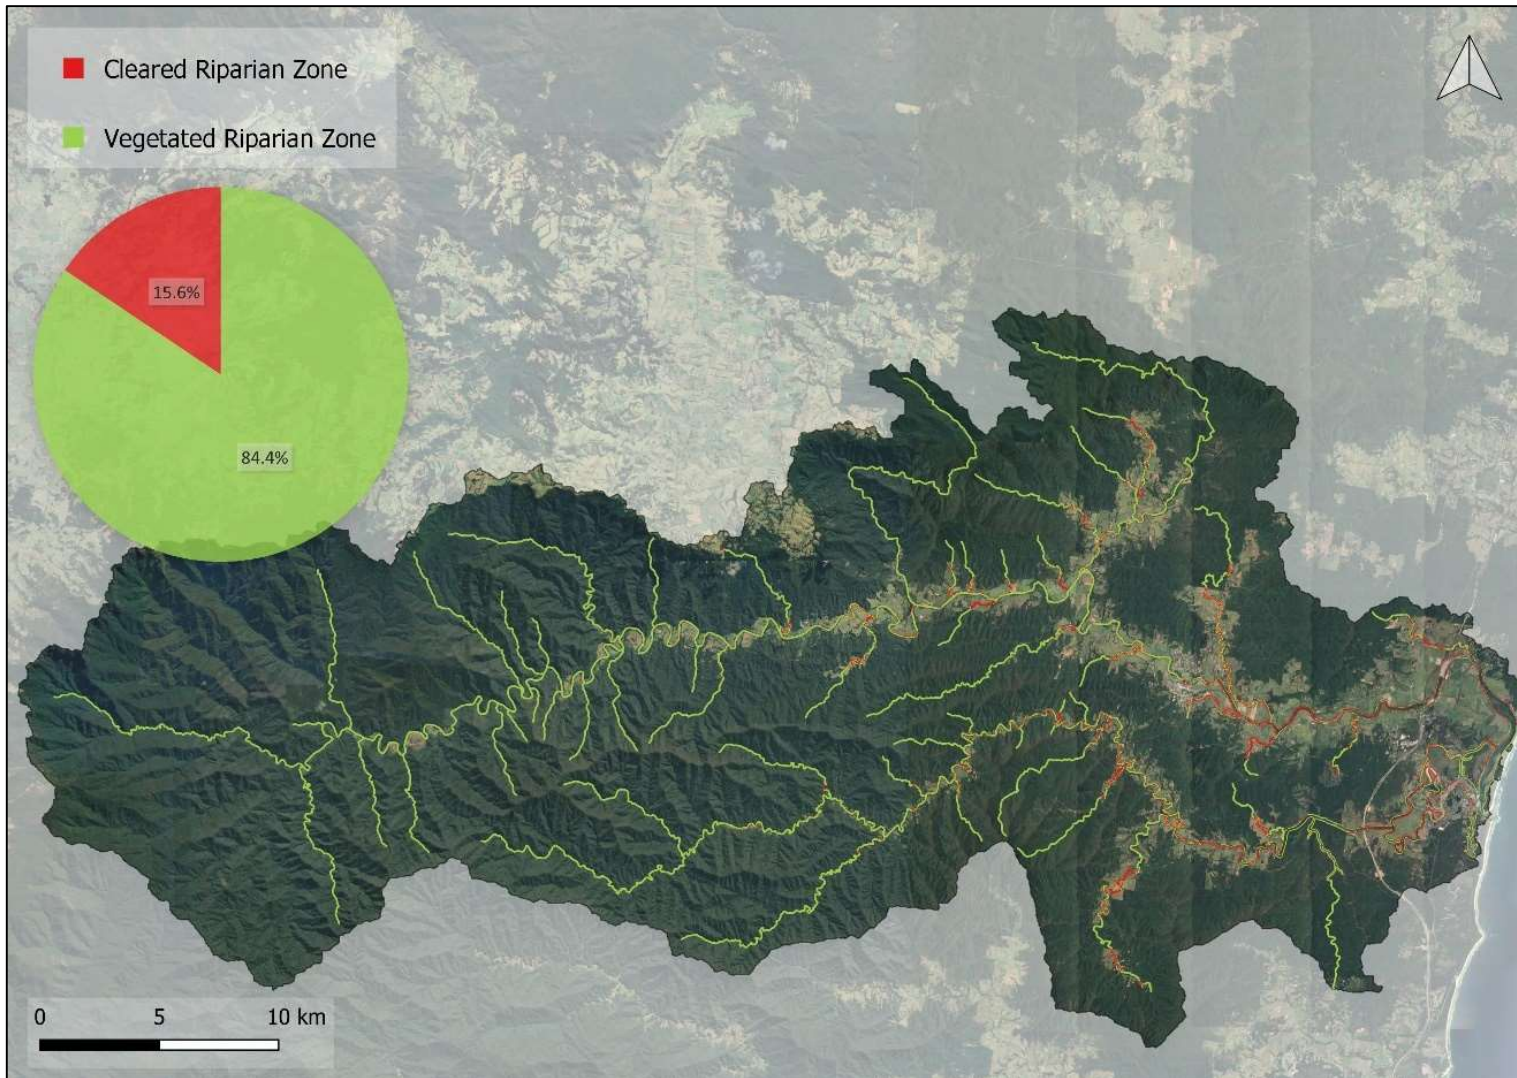 Cleared Riparian Zone
Vegetated Riparian Zone
15.6%
84.4%
0 5 10 km